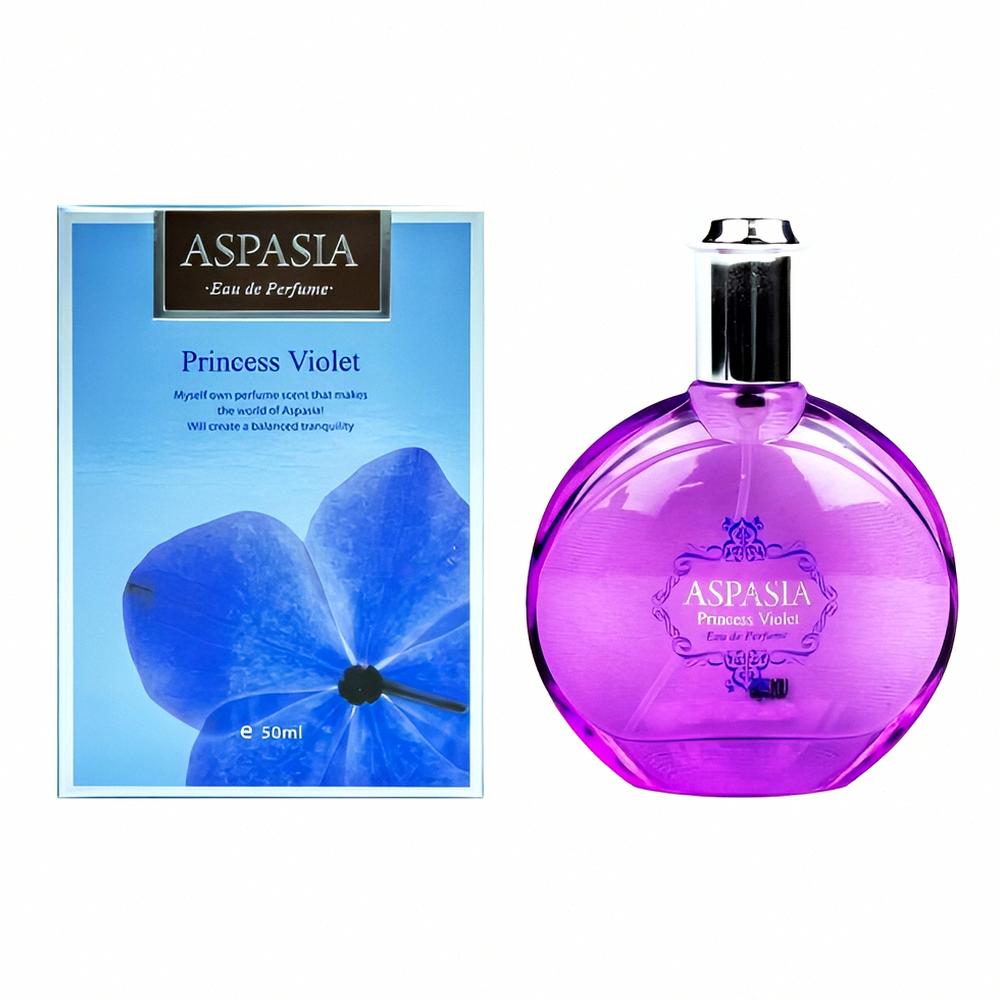 ASPASIA
·Eau de Perfume·
Princess Violet
Myself own perfume scent that makes
the world of Aspasia!
Will create a balanced tranquility
e 50ml
ASPASIA
Princess Violet
Eau de Perfume